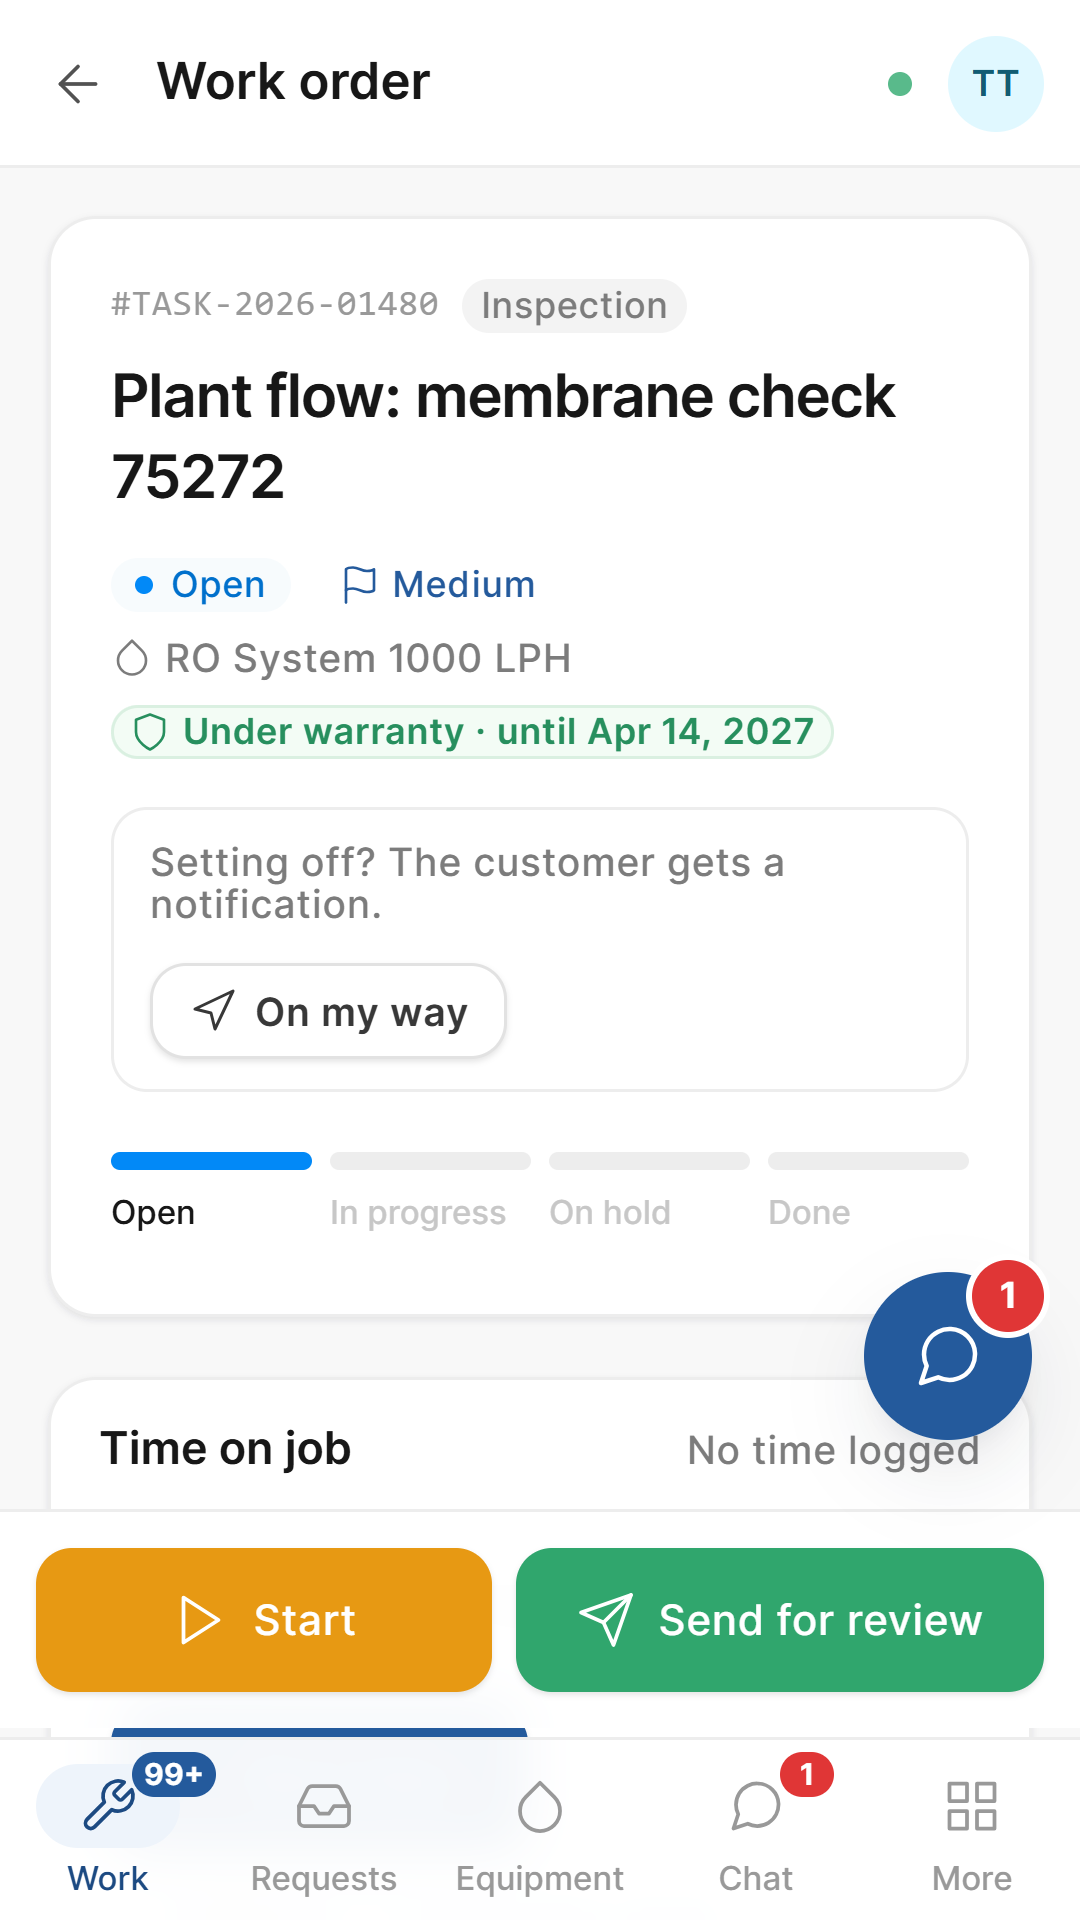 Work order
TT
#TASK-2026-01480
Inspection
Plant flow: membrane check
75272
Open
Medium
RO System 1000 LPH
Under warranty · until Apr 14, 2027
Setting off? The customer gets a
notification.
On my way
Open
In progress
On hold
Done
1
Time on job
No time logged
Start
Send for review
99+
1
Work
Requests
Equipment
Chat
More